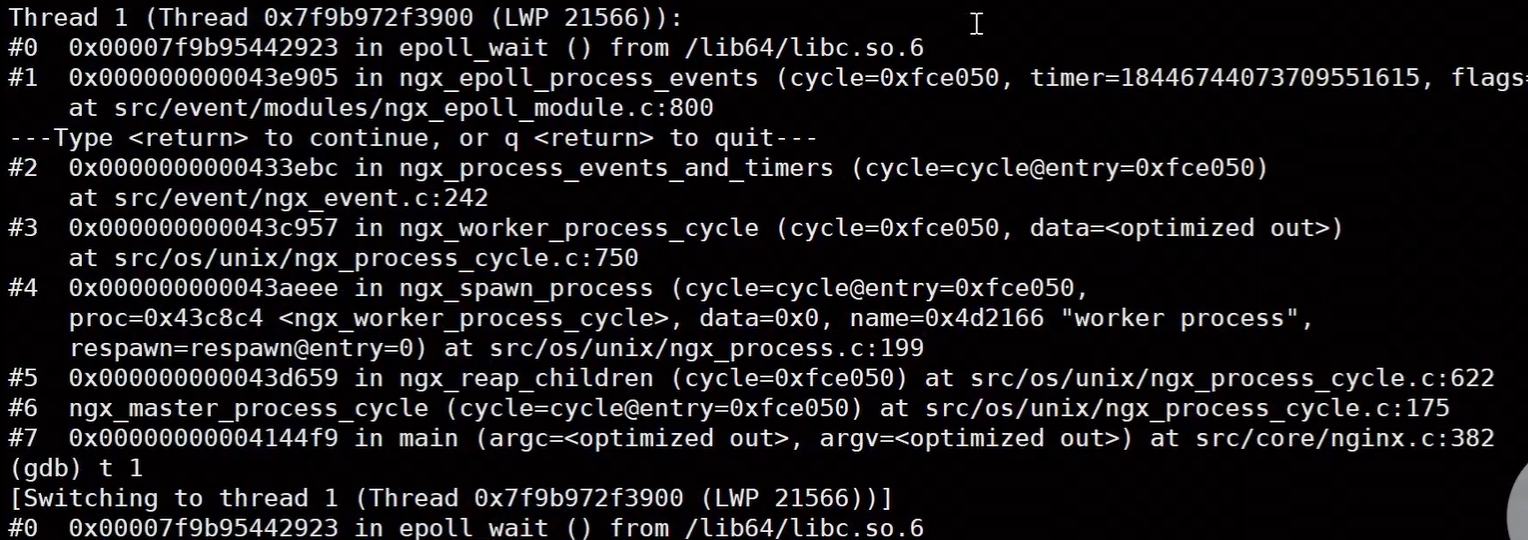 Thread 1 (Thread 0x7f9b972f3900 (LWP 21566)):
#0  0x00007f9b95442923 in epoll_wait () from /lib64/libc.so.6
#1  0x000000000043e905 in ngx_epoll_process_events (cycle=0xfce050, timer=18446744073709551615, flags=
    at src/event/modules/ngx_epoll_module.c:800
---Type <return> to continue, or q <return> to quit---
#2  0x0000000000433ebc in ngx_process_events_and_timers (cycle=cycle@entry=0xfce050)
    at src/event/ngx_event.c:242
#3  0x000000000043c957 in ngx_worker_process_cycle (cycle=0xfce050, data=<optimized out>)
    at src/os/unix/ngx_process_cycle.c:750
#4  0x000000000043aeee in ngx_spawn_process (cycle=cycle@entry=0xfce050,
    proc=0x43c8c4 <ngx_worker_process_cycle>, data=0x0, name=0x4d2166 "worker process",
    respawn=respawn@entry=0) at src/os/unix/ngx_process.c:199
#5  0x000000000043d659 in ngx_reap_children (cycle=0xfce050) at src/os/unix/ngx_process_cycle.c:622
#6  ngx_master_process_cycle (cycle=cycle@entry=0xfce050) at src/os/unix/ngx_process_cycle.c:175
#7  0x00000000004144f9 in main (argc=<optimized out>, argv=<optimized out>) at src/core/nginx.c:382
(gdb) t 1
[Switching to thread 1 (Thread 0x7f9b972f3900 (LWP 21566))]
#0  0x00007f9b95442923 in epoll_wait () from /lib64/libc.so.6